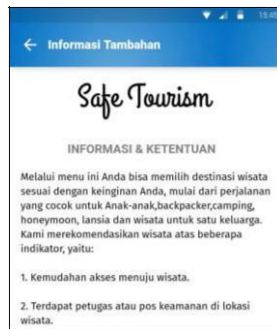 15:45
Informasi Tambahan
Safe Tourism
INFORMASI & KETENTUAN
Melalui menu ini Anda bisa memilih destinasi wisata
sesuai dengan keinginan Anda, mulai dari perjalanan
yang cocok untuk Anak-anak,backpacker,camping,
honeymoon, lansia dan wisata untuk satu keluarga.
Kami merekomendasikan wisata atas beberapa
indikator, yaitu:
1. Kemudahan akses menuju wisata.
2. Terdapat petugas atau pos keamanan di lokasi
wisata.